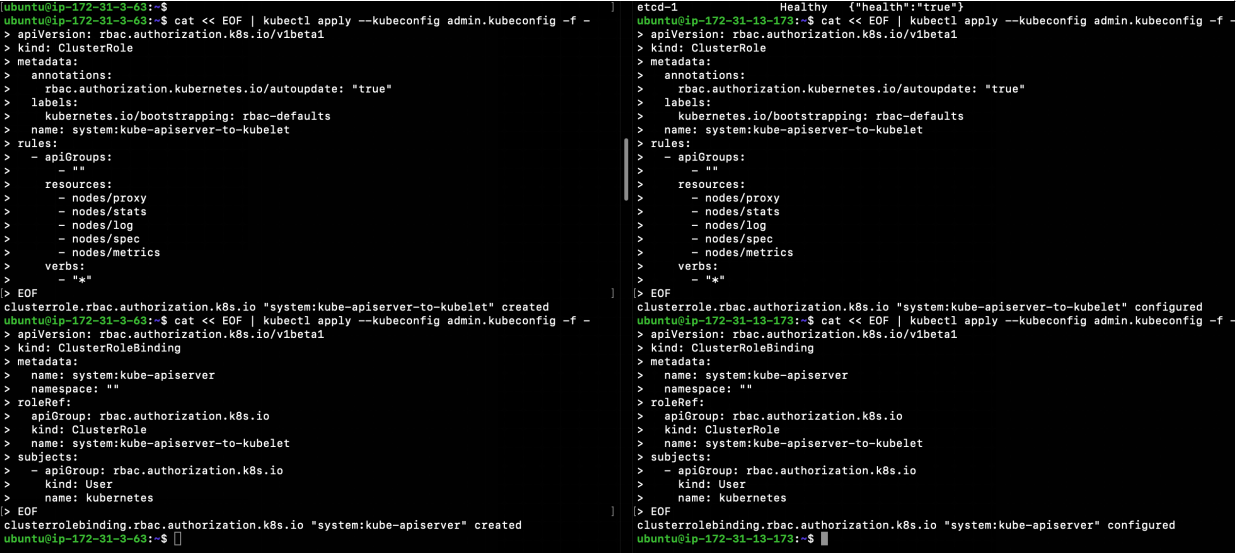 ubuntu@ip-172-31-3-63:~$
ubuntu@ip-172-31-3-63:~$ cat << EOF | kubectl apply --kubeconfig admin.kubeconfig -f -
> apiVersion: rbac.authorization.k8s.io/v1beta1
> kind: ClusterRole
> metadata:
>   annotations:
>     rbac.authorization.kubernetes.io/autoupdate: "true"
>   labels:
>     kubernetes.io/bootstrapping: rbac-defaults
>   name: system:kube-apiserver-to-kubelet
> rules:
>   - apiGroups:
>       - ""
>     resources:
>       - nodes/proxy
>       - nodes/stats
>       - nodes/log
>       - nodes/spec
>       - nodes/metrics
>     verbs:
>       - "*"
> EOF
clusterrole.rbac.authorization.k8s.io "system:kube-apiserver-to-kubelet" created
ubuntu@ip-172-31-3-63:~$ cat << EOF | kubectl apply --kubeconfig admin.kubeconfig -f -
> apiVersion: rbac.authorization.k8s.io/v1beta1
> kind: ClusterRoleBinding
> metadata:
>   name: system:kube-apiserver
>   namespace: ""
> roleRef:
>   apiGroup: rbac.authorization.k8s.io
>   kind: ClusterRole
>   name: system:kube-apiserver-to-kubelet
> subjects:
>   - apiGroup: rbac.authorization.k8s.io
>     kind: User
>     name: kubernetes
> EOF
clusterrolebinding.rbac.authorization.k8s.io "system:kube-apiserver" created
ubuntu@ip-172-31-3-63:~$
etcd-1               Healthy   {"health":"true"}
ubuntu@ip-172-31-13-173:~$ cat << EOF | kubectl apply --kubeconfig admin.kubeconfig -f -
> apiVersion: rbac.authorization.k8s.io/v1beta1
> kind: ClusterRole
> metadata:
>   annotations:
>     rbac.authorization.kubernetes.io/autoupdate: "true"
>   labels:
>     kubernetes.io/bootstrapping: rbac-defaults
>   name: system:kube-apiserver-to-kubelet
> rules:
>   - apiGroups:
>       - ""
>     resources:
>       - nodes/proxy
>       - nodes/stats
>       - nodes/log
>       - nodes/spec
>       - nodes/metrics
>     verbs:
>       - "*"
> EOF
clusterrole.rbac.authorization.k8s.io "system:kube-apiserver-to-kubelet" configured
ubuntu@ip-172-31-13-173:~$ cat << EOF | kubectl apply --kubeconfig admin.kubeconfig -f -
> apiVersion: rbac.authorization.k8s.io/v1beta1
> kind: ClusterRoleBinding
> metadata:
>   name: system:kube-apiserver
>   namespace: ""
> roleRef:
>   apiGroup: rbac.authorization.k8s.io
>   kind: ClusterRole
>   name: system:kube-apiserver-to-kubelet
> subjects:
>   - apiGroup: rbac.authorization.k8s.io
>     kind: User
>     name: kubernetes
> EOF
clusterrolebinding.rbac.authorization.k8s.io "system:kube-apiserver" configured
ubuntu@ip-172-31-13-173:~$